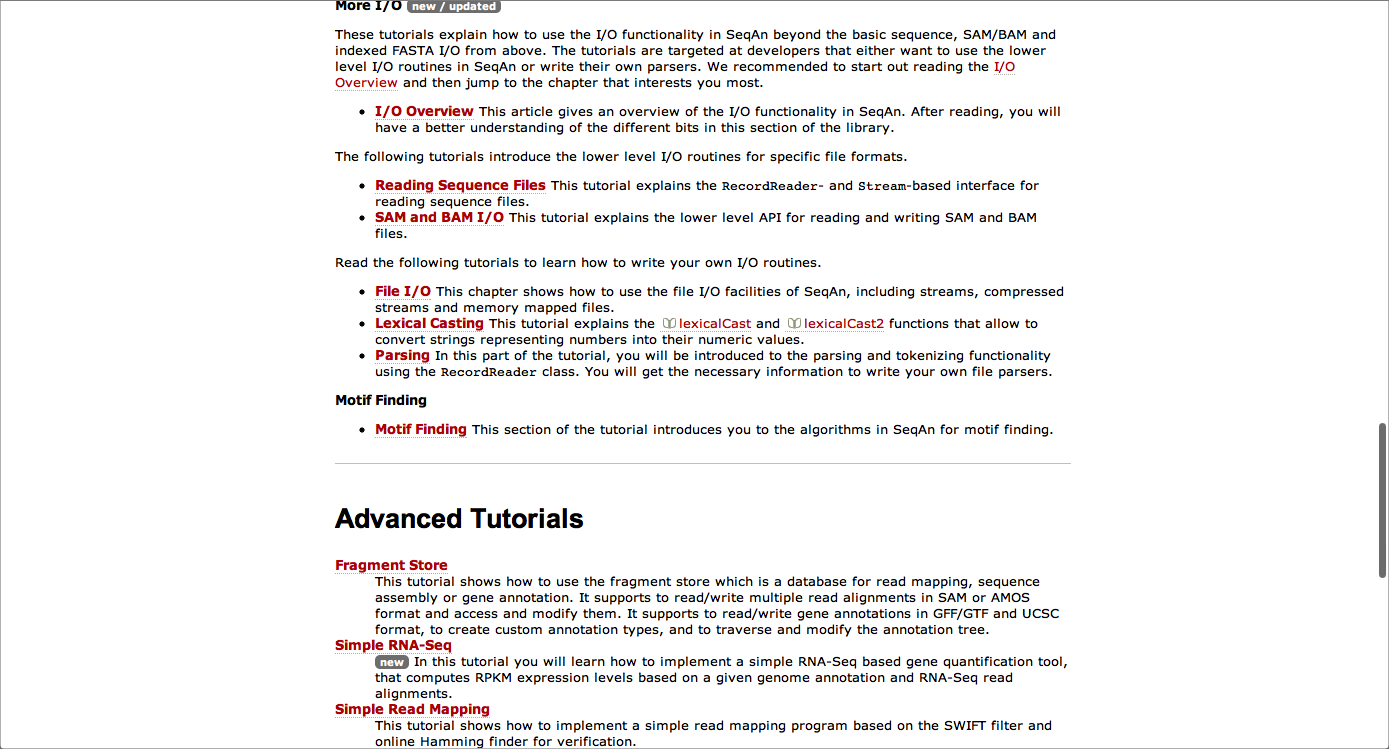 More I/O new / updated
These tutorials explain how to use the I/O functionality in SeqAn beyond the basic sequence, SAM/BAM and
indexed FASTA I/O from above. The tutorials are targeted at developers that either want to use the lower
level I/O routines in SeqAn or write their own parsers. We recommended to start out reading the I/O
Overview and then jump to the chapter that interests you most.
• I/O Overview This article gives an overview of the I/O functionality in SeqAn. After reading, you will
have a better understanding of the different bits in this section of the library.
The following tutorials introduce the lower level I/O routines for specific file formats.
• Reading Sequence Files This tutorial explains the RecordReader- and Stream-based interface for
reading sequence files.
• SAM and BAM I/O This tutorial explains the lower level API for reading and writing SAM and BAM
files.
Read the following tutorials to learn how to write your own I/O routines.
• File I/O This chapter shows how to use the file I/O facilities of SeqAn, including streams, compressed
streams and memory mapped files.
• Lexical Casting This tutorial explains the lexicalCast and lexicalCast2 functions that allow to
convert strings representing numbers into their numeric values.
• Parsing In this part of the tutorial, you will be introduced to the parsing and tokenizing functionality
using the RecordReader class. You will get the necessary information to write your own file parsers.
Motif Finding
• Motif Finding This section of the tutorial introduces you to the algorithms in SeqAn for motif finding.
Advanced Tutorials
Fragment Store
This tutorial shows how to use the fragment store which is a database for read mapping, sequence
assembly or gene annotation. It supports to read/write multiple read alignments in SAM or AMOS
format and access and modify them. It supports to read/write gene annotations in GFF/GTF and UCSC
format, to create custom annotation types, and to traverse and modify the annotation tree.
Simple RNA-Seq
new In this tutorial you will learn how to implement a simple RNA-Seq based gene quantification tool,
that computes RPKM expression levels based on a given genome annotation and RNA-Seq read
alignments.
Simple Read Mapping
This tutorial shows how to implement a simple read mapping program based on the SWIFT filter and
online Hamming finder for verification.